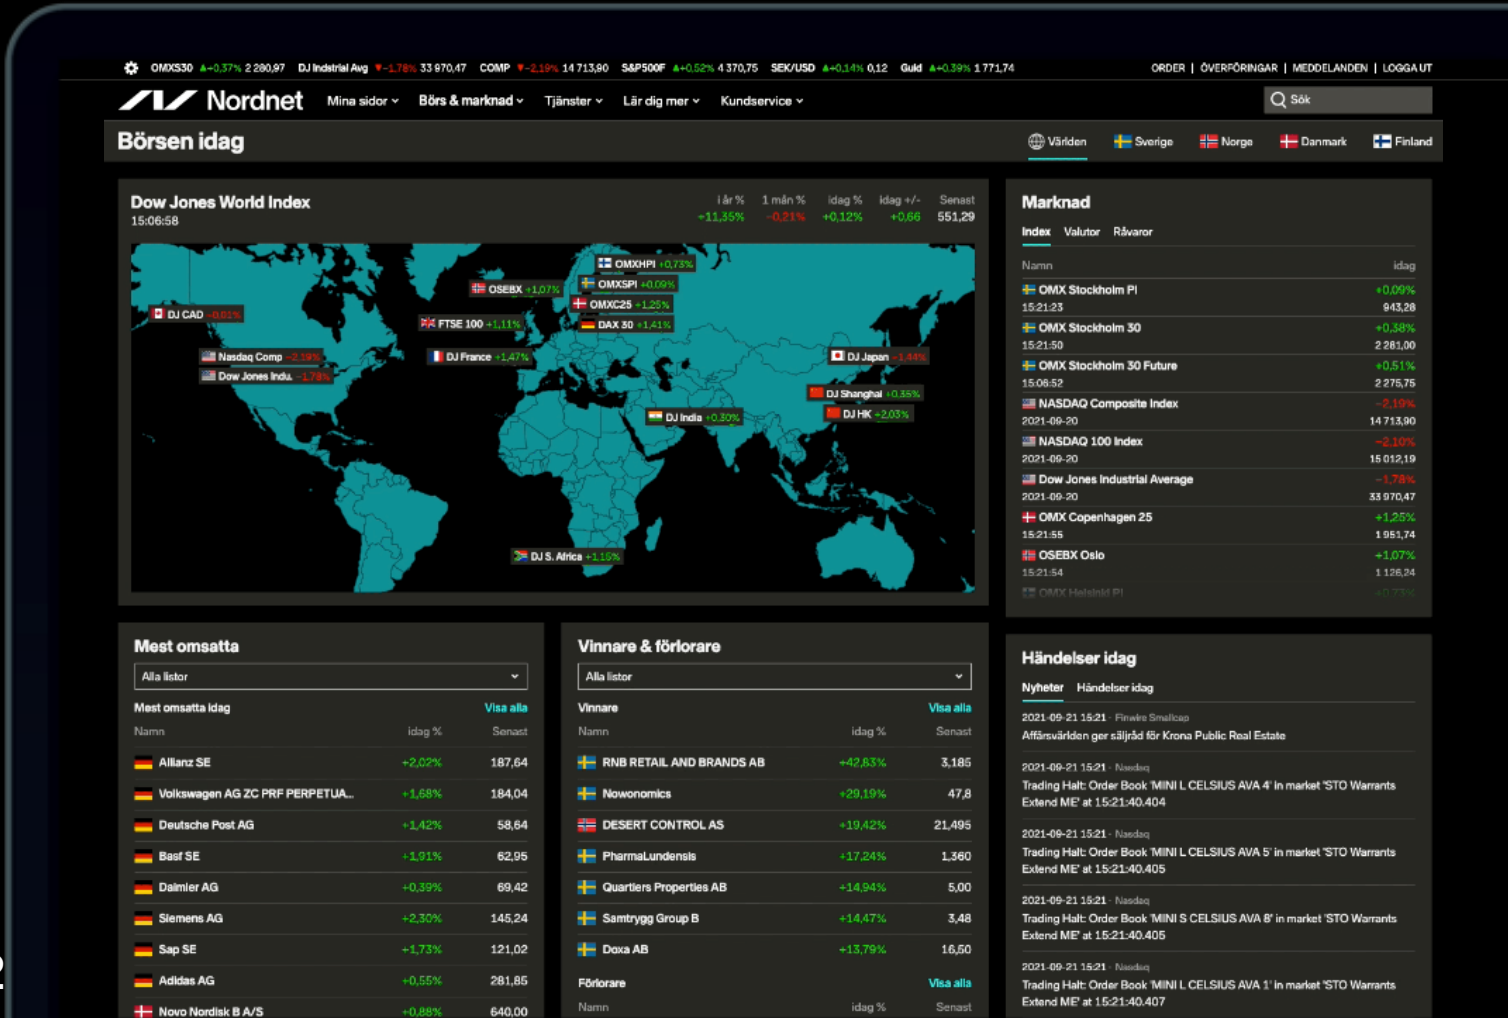 OMXS30 ▲+0,37% 2 280,97 DJ Indstrial Avg ▼-1,78% 33 970,47 COMP ▼-2,19% 14 713,90 S&P500F ▲+0,52% 4 370,75 SEK/USD ▲+0,14% 0,12 Guld ▲+0,39% 1 771,74 ORDER | ÖVERFÖRINGAR | MEDDELANDEN | LOGGA UT
Nordnet Mina sidor Börs & marknad Tjänster Lär dig mer Kundservice Sök
Börsen idag Världen Sverige Norge Danmark Finland
Dow Jones World Index
15:06:58
i år % 1 mån % idag % idag +/- Senast
+11,35% -0,21% +0,12% +0,66 551,29
OMXHPI +0,73%
OSEBX +1,07%
OMXSPI +0,09%
OMXC25 +1,25%
DJ CAD -0,01%
FTSE 100 +1,11%
DAX 30 +1,41%
Nasdaq Comp -2,19%
DJ France +1,47%
DJ Japan -1,44%
Dow Jones Indu. -1,78%
DJ Shanghai +0,35%
DJ India +0,30%
DJ HK +2,03%
DJ S. Africa +1,15%
Marknad
Index Valutor Råvaror
Namn idag
OMX Stockholm PI +0,09%
15:21:23 943,28
OMX Stockholm 30 +0,38%
15:21:50 2 281,00
OMX Stockholm 30 Future +0,51%
15:06:52 2 275,75
NASDAQ Composite Index -2,19%
2021-09-20 14 713,90
NASDAQ 100 Index -2,10%
2021-09-20 15 012,19
Dow Jones Industrial Average -1,78%
2021-09-20 33 970,47
OMX Copenhagen 25 +1,25%
15:21:55 1 951,74
OSEBX Oslo +1,07%
15:21:54 1 126,24
OMX Helsinki PI +0,73%
Mest omsatta
Alla listor
Mest omsatta idag Visa alla
Namn idag % Senast
Allianz SE +2,02% 187,64
Volkswagen AG ZC PRF PERPETUA... +1,68% 184,04
Deutsche Post AG +1,42% 58,64
Basf SE +1,91% 62,95
Daimler AG +0,39% 69,42
Siemens AG +2,30% 145,24
Sap SE +1,73% 121,02
Adidas AG +0,55% 281,85
Novo Nordisk B A/S +0,88% 640,00
Vinnare & förlorare
Alla listor
Vinnare Visa alla
Namn idag % Senast
RNB RETAIL AND BRANDS AB +42,83% 3,185
Nowonomics +29,19% 47,8
DESERT CONTROL AS +19,42% 21,495
PharmaLundensis +17,24% 1,360
Quartiers Properties AB +14,94% 5,00
Samtrygg Group B +14,47% 3,48
Doxa AB +13,79% 16,50
Förlorare Visa alla
Namn idag % Senast
Händelser idag
Nyheter Händelser idag
2021-09-21 15:21 · Finwire Smallcap
Affärsvärlden ger säljråd för Krona Public Real Estate
2021-09-21 15:21 · Nasdaq
Trading Halt: Order Book 'MINI L CELSIUS AVA 4' in market 'STO Warrants
Extend ME' at 15:21:40.404
2021-09-21 15:21 · Nasdaq
Trading Halt: Order Book 'MINI L CELSIUS AVA 5' in market 'STO Warrants
Extend ME' at 15:21:40.405
2021-09-21 15:21 · Nasdaq
Trading Halt: Order Book 'MINI S CELSIUS AVA 8' in market 'STO Warrants
Extend ME' at 15:21:40.405
2021-09-21 15:21 · Nasdaq
Trading Halt: Order Book 'MINI L CELSIUS AVA 1' in market 'STO Warrants
Extend ME' at 15:21:40.407